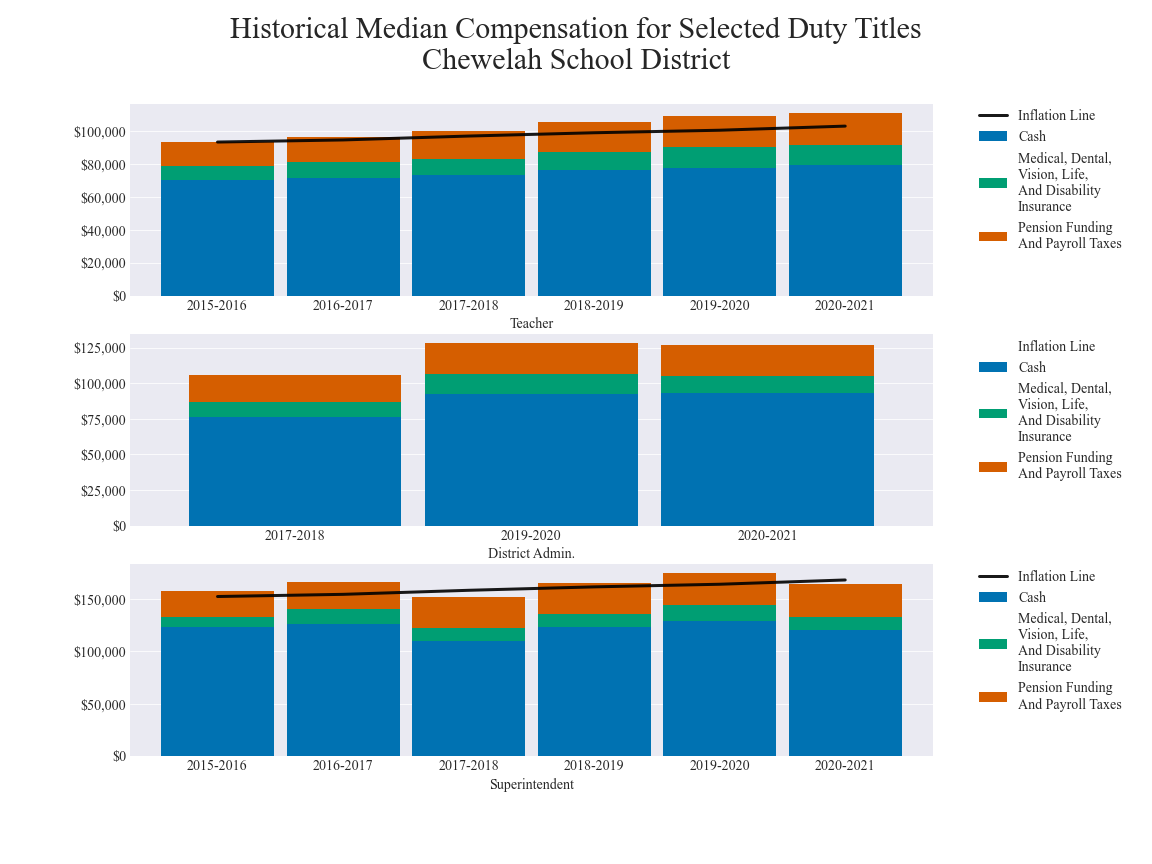 Historical Median Compensation for Selected Duty Titles
Chewelah School District
$100,000
$80,000
$60,000
$40,000
$20,000
$0
2015-2016 2016-2017 2017-2018 2018-2019 2019-2020 2020-2021
Teacher
Inflation Line
Cash
Medical, Dental,
Vision, Life,
And Disability
Insurance
Pension Funding
And Payroll Taxes
$125,000
$100,000
$75,000
$50,000
$25,000
$0
2017-2018 2019-2020 2020-2021
District Admin.
Inflation Line
Cash
Medical, Dental,
Vision, Life,
And Disability
Insurance
Pension Funding
And Payroll Taxes
$150,000
$100,000
$50,000
$0
2015-2016 2016-2017 2017-2018 2018-2019 2019-2020 2020-2021
Superintendent
Inflation Line
Cash
Medical, Dental,
Vision, Life,
And Disability
Insurance
Pension Funding
And Payroll Taxes